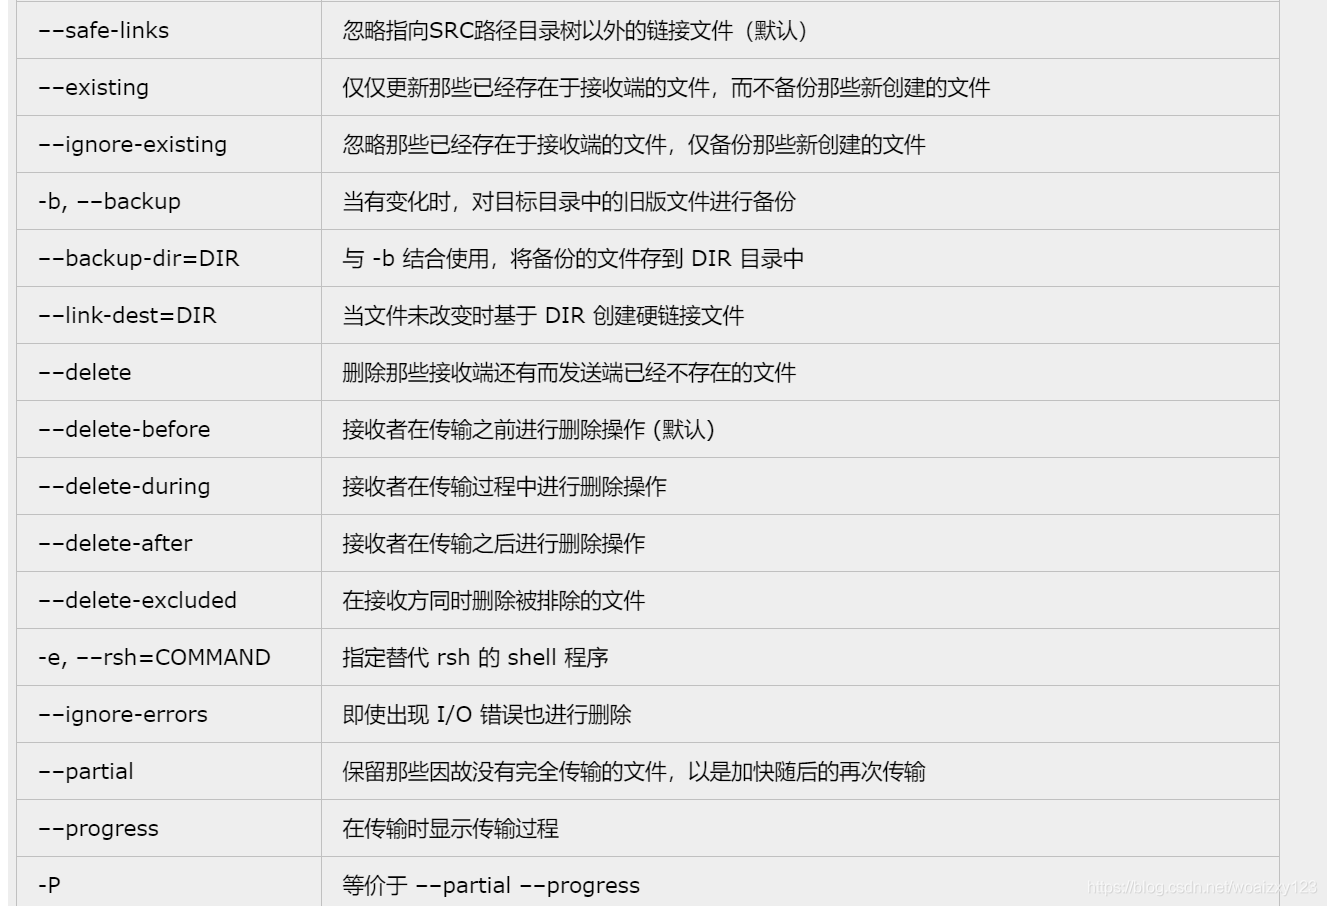 ––safe-links 忽略指向SRC路径目录树以外的链接文件（默认）
––existing 仅仅更新那些已经存在于接收端的文件，而不备份那些新创建的文件
––ignore-existing 忽略那些已经存在于接收端的文件，仅备份那些新创建的文件
-b, ––backup 当有变化时，对目标目录中的旧版文件进行备份
––backup-dir=DIR 与 -b 结合使用，将备份的文件存到 DIR 目录中
––link-dest=DIR 当文件未改变时基于 DIR 创建硬链接文件
––delete 删除那些接收端还有而发送端已经不存在的文件
––delete-before 接收者在传输之前进行删除操作 (默认)
––delete-during 接收者在传输过程中进行删除操作
––delete-after 接收者在传输之后进行删除操作
––delete-excluded 在接收方同时删除被排除的文件
-e, ––rsh=COMMAND 指定替代 rsh 的 shell 程序
––ignore-errors 即使出现 I/O 错误也进行删除
––partial 保留那些因故没有完全传输的文件，以是加快随后的再次传输
––progress 在传输时显示传输过程
-P 等价于 ––partial ––progress
https://blog.csdn.net/woaizxy123